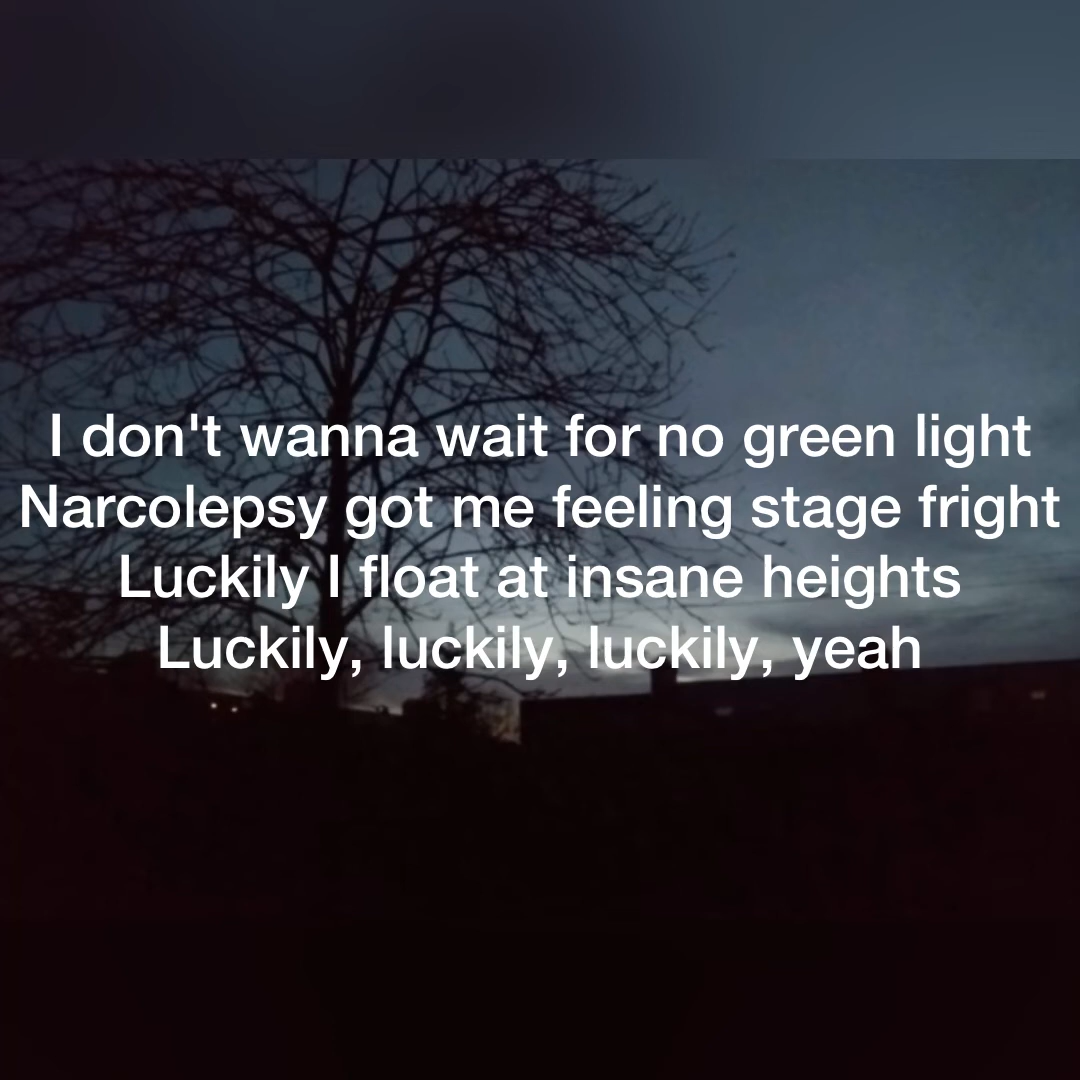 I don't wanna wait for no green light
Narcolepsy got me feeling stage fright
Luckily I float at insane heights
Luckily, luckily, luckily, yeah